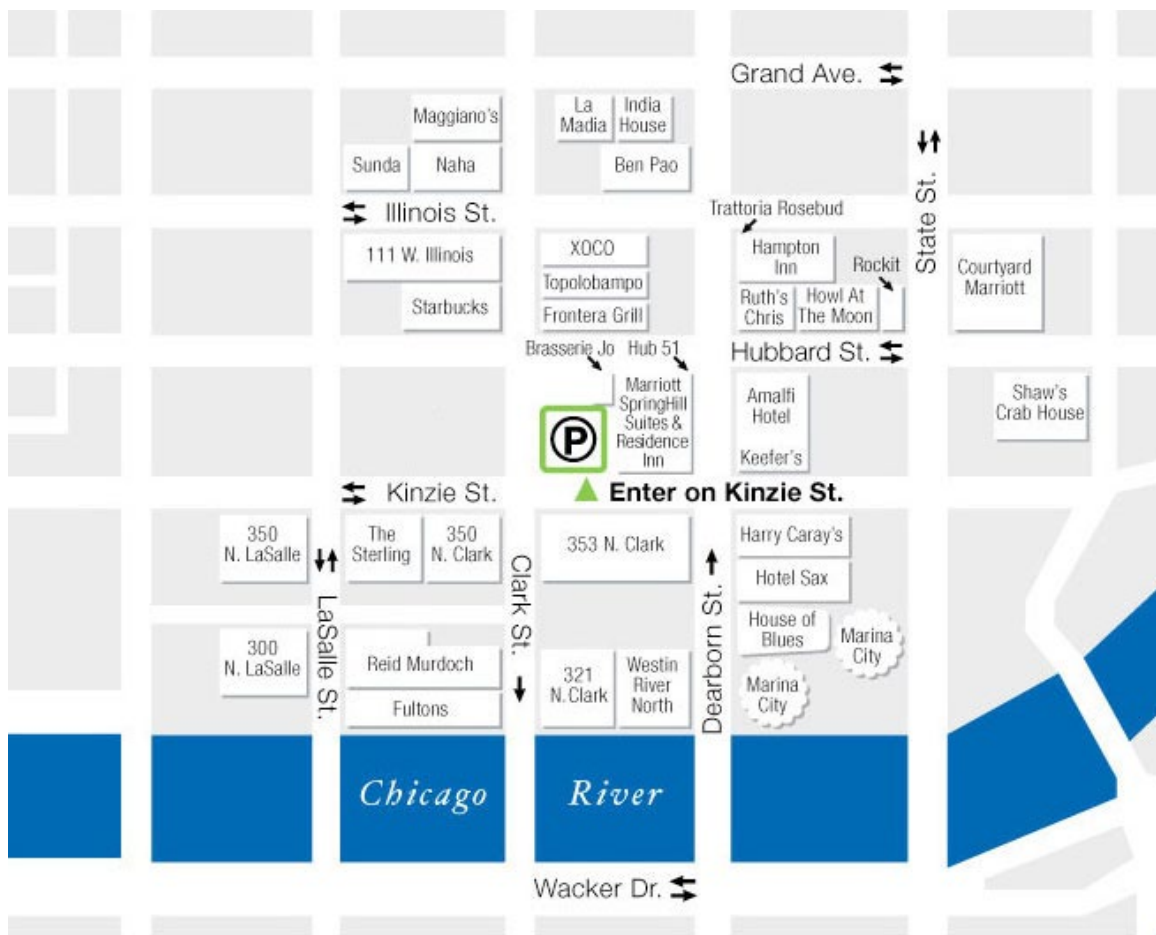 Grand Ave.
Maggiano's
La
Madia
India
House
Sunda
Naha
Ben Pao
State St.
Illinois St.
Trattoria Rosebud
111 W. Illinois
XOCO
Hampton
Inn
Rockit
Courtyard
Marriott
Topolobampo
Starbucks
Frontera Grill
Ruth's
Chris
Howl At
The Moon
Brasserie Jo
Hub 51
Hubbard St.
Marriott
SpringHill
Suites &
Residence
Inn
Amalfi
Hotel
Keefer's
Shaw's
Crab House
P
Kinzie St.
Enter on Kinzie St.
350
N. LaSalle
The
Sterling
350
N. Clark
353 N. Clark
Harry Caray's
Hotel Sax
LaSalle St.
Clark St.
Dearborn St.
House of
Blues
Marina
City
300
N. LaSalle
Reid Murdoch
321
N. Clark
Westin
River
North
Marina
City
Fultons
Chicago
River
Wacker Dr.